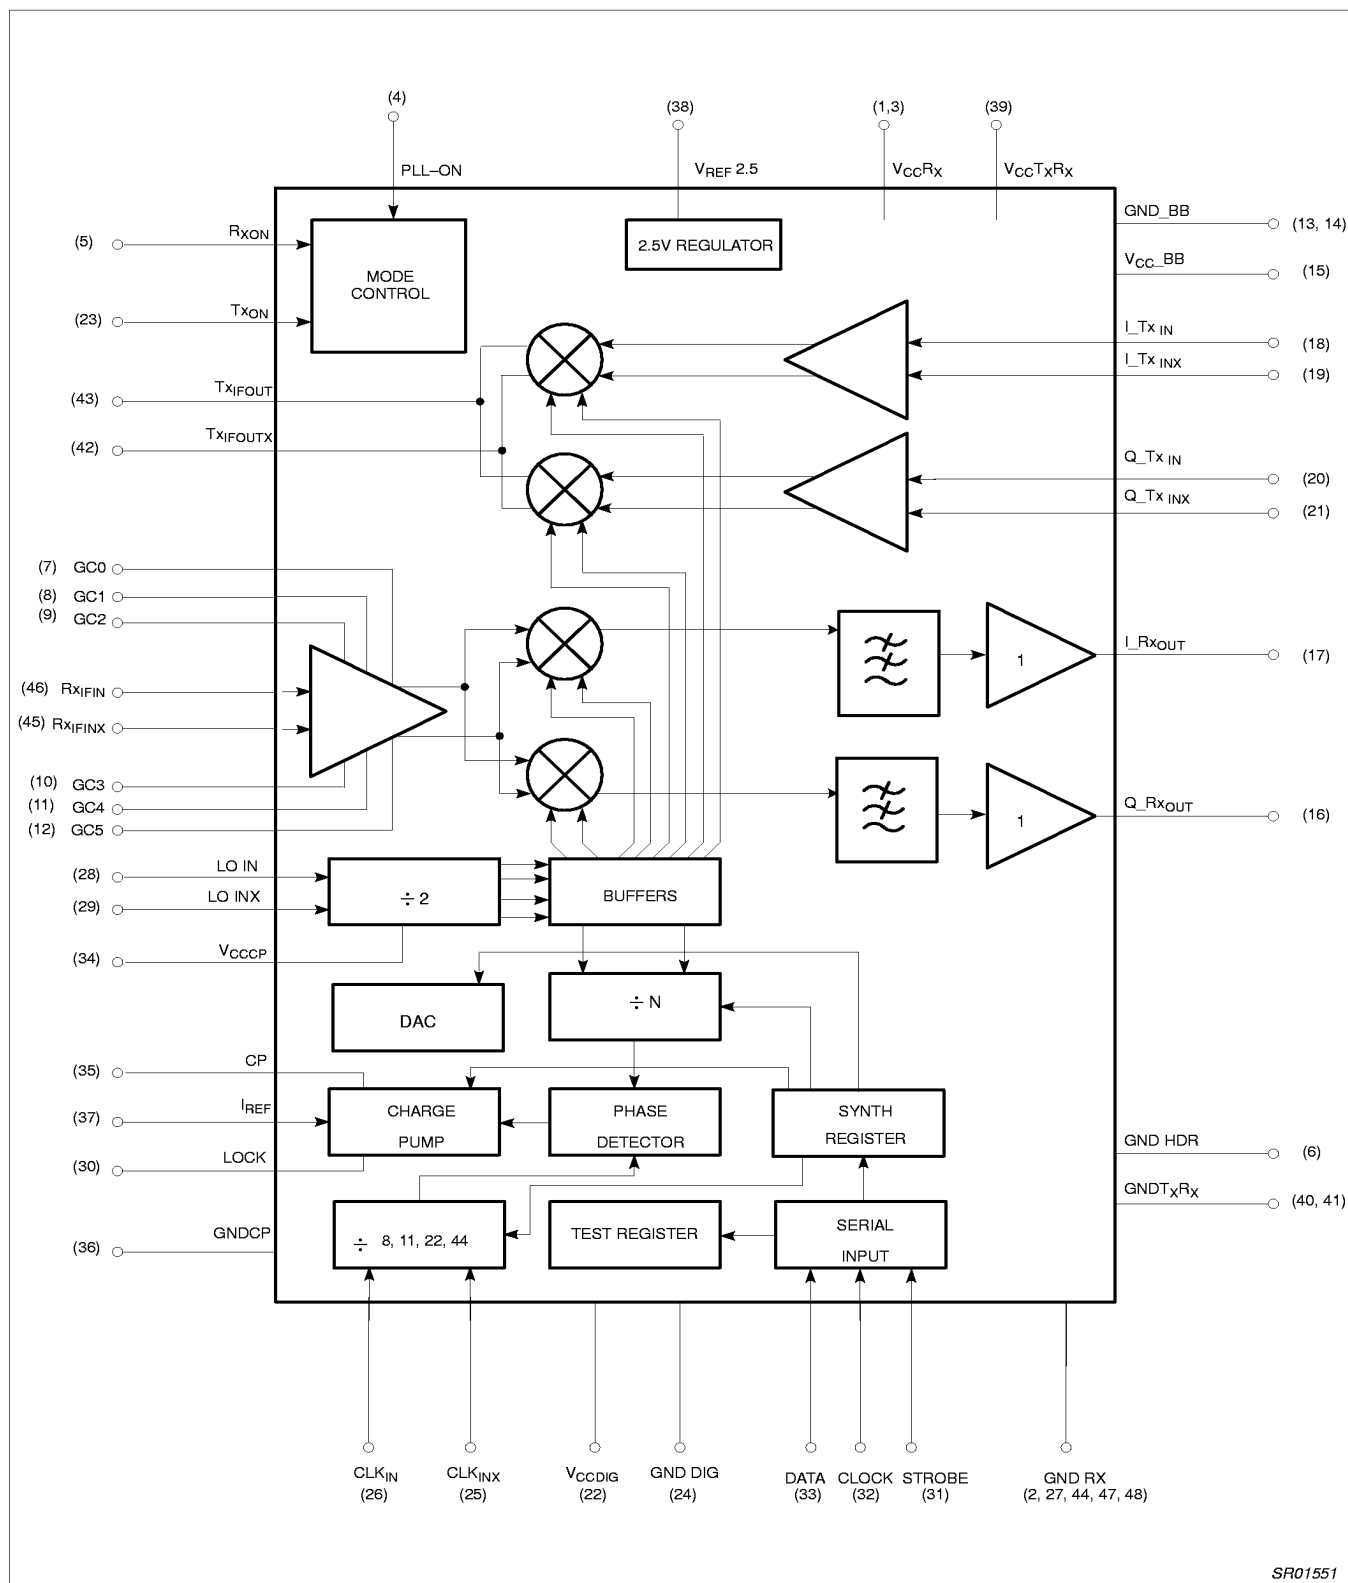 (4)
(38)
(1,3)
(39)
PLL–ON
VREF 2.5
VCCRX
VCCTXRX
(5)
RXON
MODE
CONTROL
2.5V REGULATOR
GND_BB
(13, 14)
VCC_BB
(15)
(23)
TxON
I_Tx IN
(18)
I_Tx INX
(19)
(43)
TxIFOUT
(42)
TxIFOUTX
Q_Tx IN
(20)
Q_Tx INX
(21)
(7) GC0
(8) GC1
(9) GC2
(46) RxIFIN
(45) RxIFINX
(10) GC3
(11) GC4
(12) GC5
1
I_RxOUT
(17)
1
Q_RxOUT
(16)
(28)
LO IN
(29)
LO INX
÷ 2
BUFFERS
(34)
VCCCP
DAC
÷ N
(35)
CP
(37)
IREF
CHARGE
PUMP
PHASE
DETECTOR
SYNTH
REGISTER
(30)
LOCK
GND HDR
(6)
GNDTXRX
(40, 41)
(36)
GNDCP
÷ 8, 11, 22, 44
TEST REGISTER
SERIAL
INPUT
CLKIN
(26)
CLKINX
(25)
VCCDIG
(22)
GND DIG
(24)
DATA
(33)
CLOCK
(32)
STROBE
(31)
GND RX
(2, 27, 44, 47, 48)
SR01551